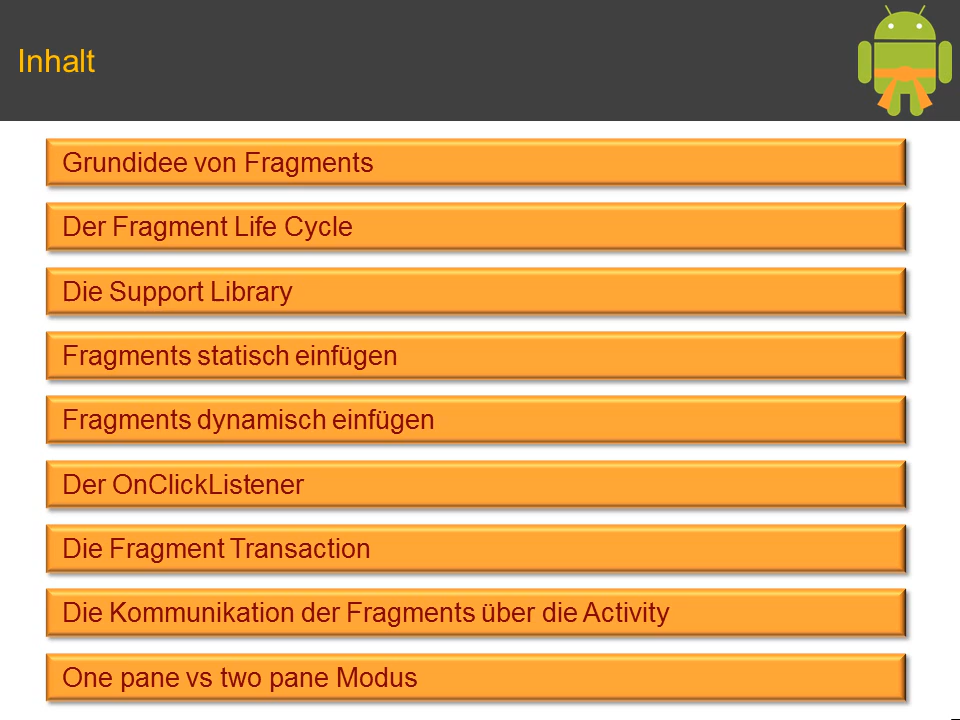 Inhalt
Grundidee von Fragments
Der Fragment Life Cycle
Die Support Library
Fragments statisch einfügen
Fragments dynamisch einfügen
Der OnClickListener
Die Fragment Transaction
Die Kommunikation der Fragments über die Activity
One pane vs two pane Modus